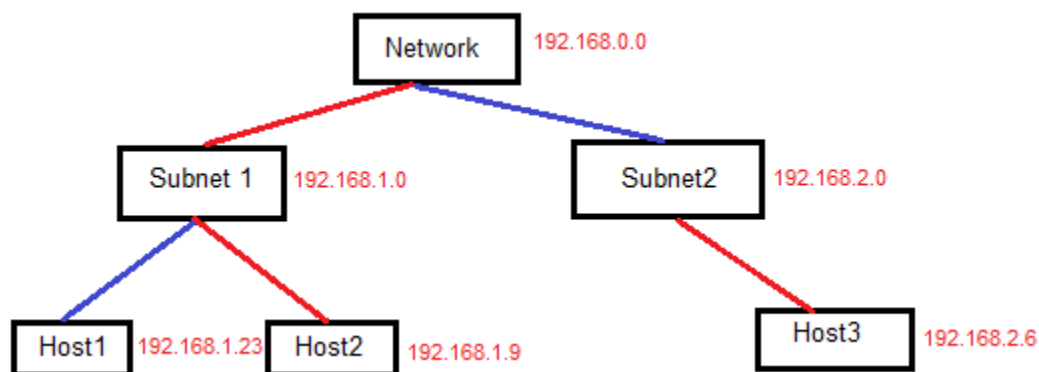 Network
192.168.0.0
Subnet 1
192.168.1.0
Subnet2
192.168.2.0
Host1
192.168.1.23
Host2
192.168.1.9
Host3
192.168.2.6